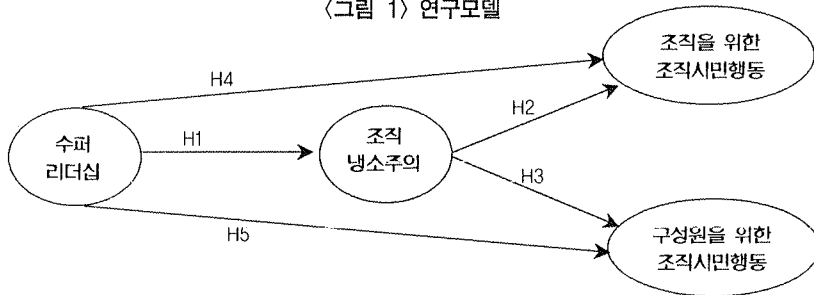 〈그림 1〉 연구모델
조직을 위한
조직시민행동
H4
H2
수퍼
리더십
H1
조직
냉소주의
H3
H5
구성원을 위한
조직시민행동